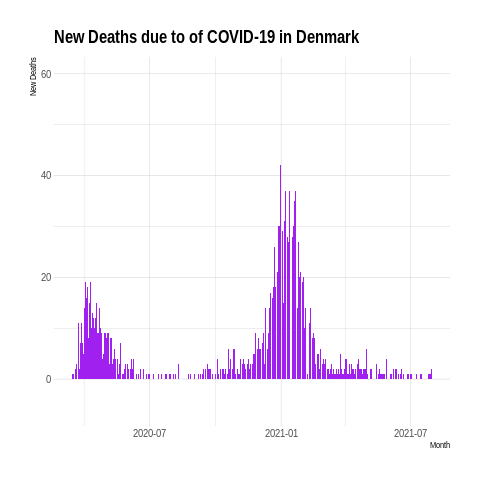 New Deaths due to of COVID-19 in Denmark
New Deaths
60
40
20
0
2020-07
2021-01
2021-07
Month